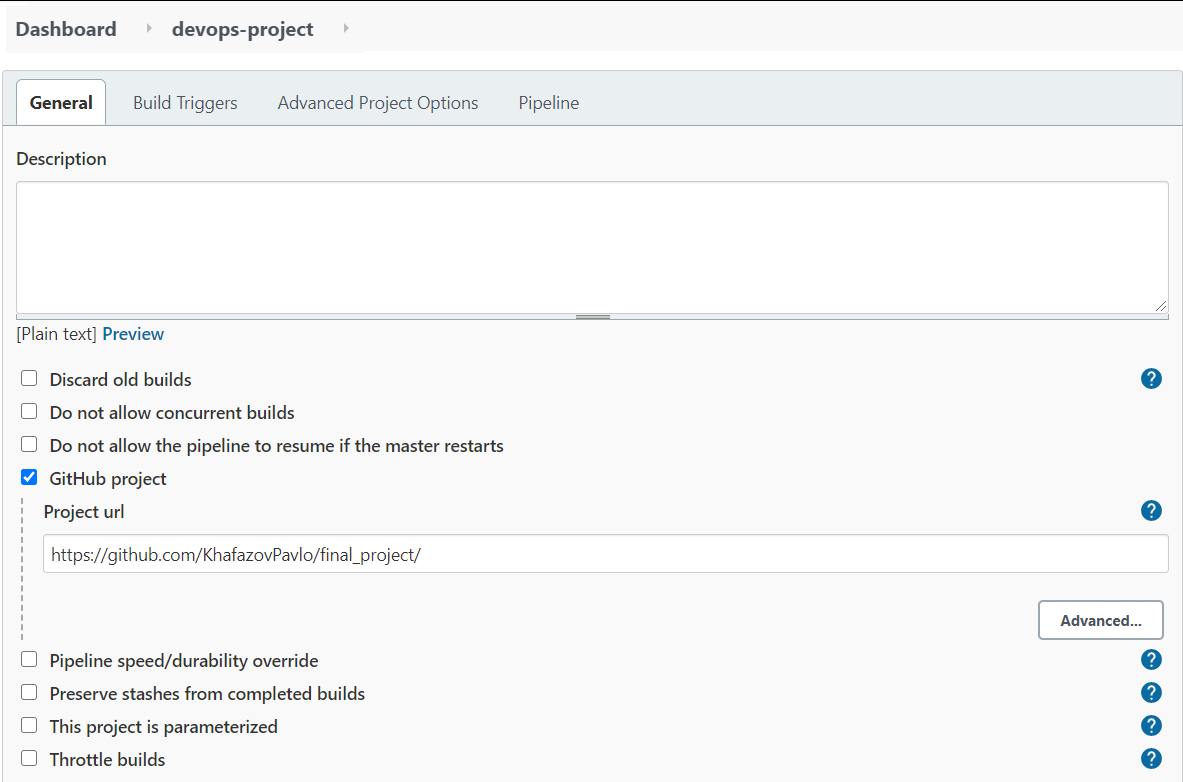 Dashboard devops-project
General Build Triggers Advanced Project Options Pipeline
Description
[Plain text] Preview
Discard old builds ?
Do not allow concurrent builds
Do not allow the pipeline to resume if the master restarts
GitHub project
Project url ?
https://github.com/KhafazovPavlo/final_project/
Advanced...
Pipeline speed/durability override ?
Preserve stashes from completed builds ?
This project is parameterized ?
Throttle builds ?